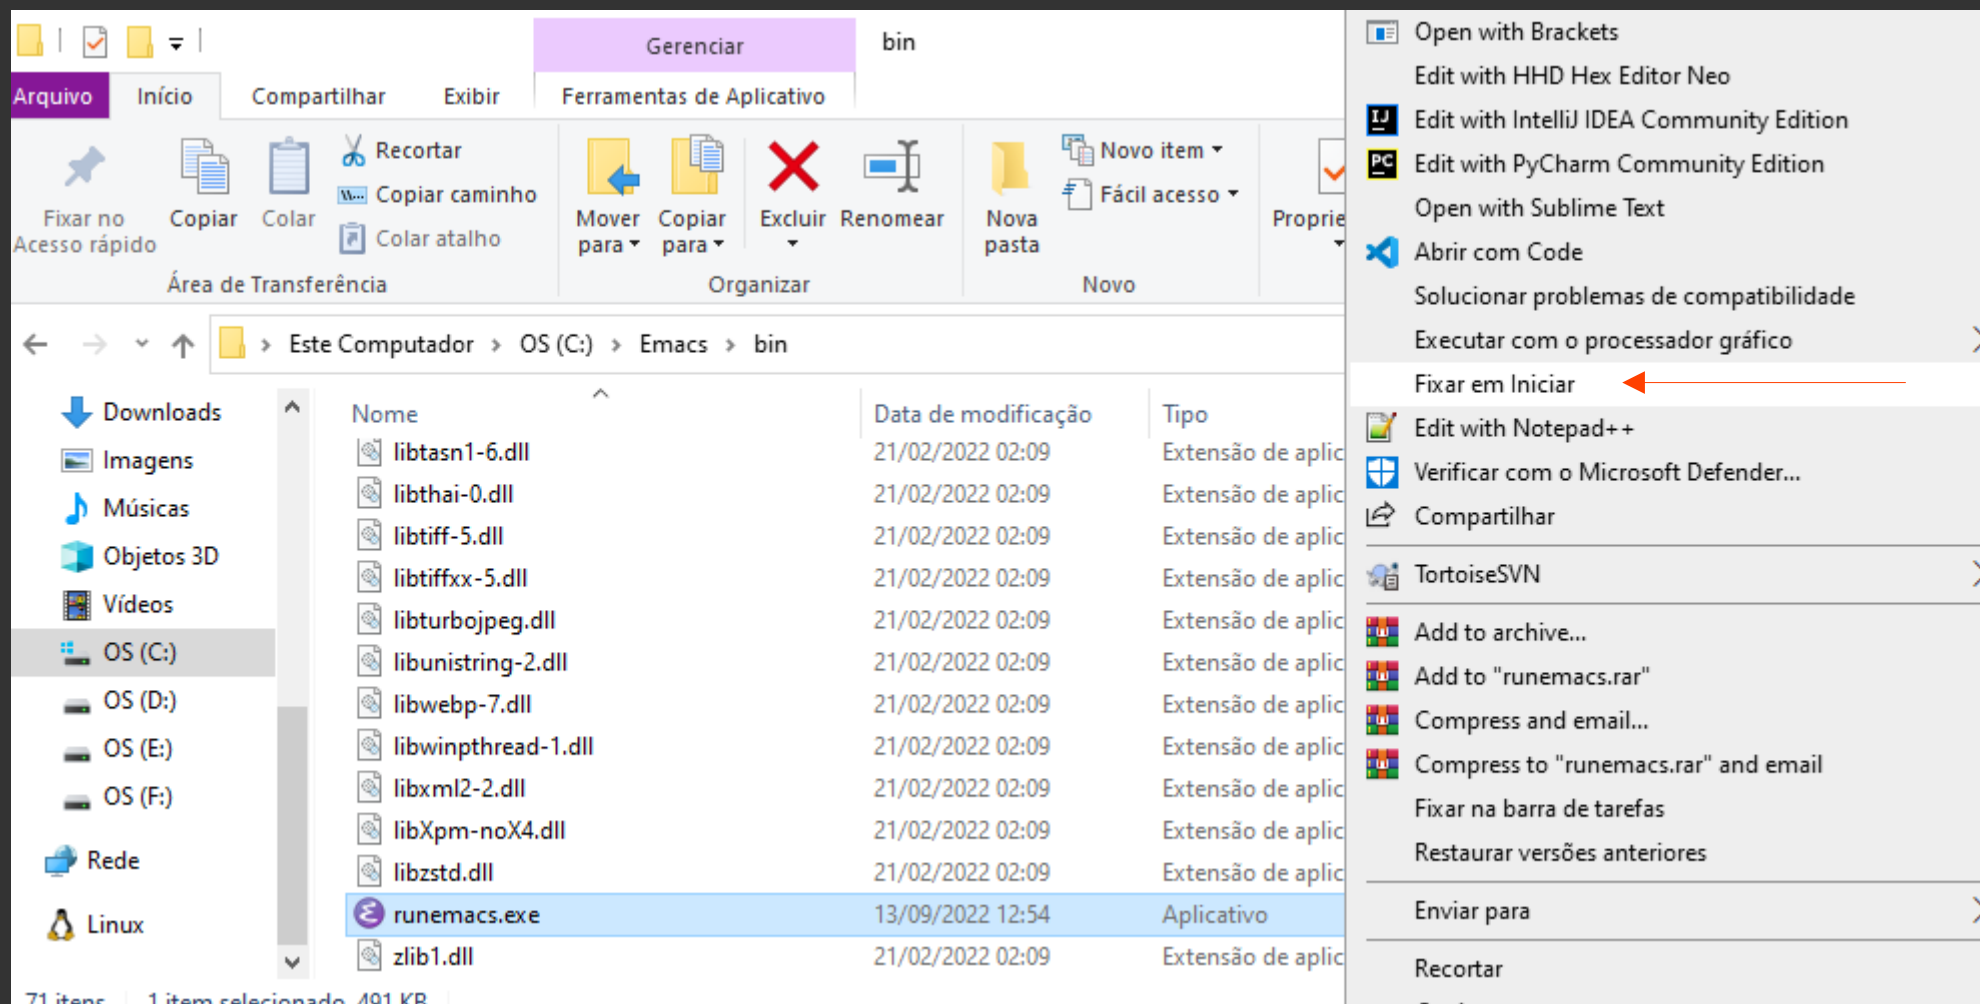 Gerenciar
bin
Arquivo
Início
Compartilhar
Exibir
Ferramentas de Aplicativo
Fixar no
Acesso rápido
Copiar
Colar
Recortar
Copiar caminho
Colar atalho
Área de Transferência
Mover
para
Copiar
para
Excluir
Renomear
Organizar
Nova
pasta
Novo item
Fácil acesso
Novo
Proprie
Este Computador > OS (C:) > Emacs > bin
Downloads
Imagens
Músicas
Objetos 3D
Vídeos
OS (C:)
OS (D:)
OS (E:)
OS (F:)
Rede
Linux
Nome Data de modificação Tipo
libtasn1-6.dll 21/02/2022 02:09 Extensão de aplic
libthai-0.dll 21/02/2022 02:09 Extensão de aplic
libtiff-5.dll 21/02/2022 02:09 Extensão de aplic
libtiffxx-5.dll 21/02/2022 02:09 Extensão de aplic
libturbojpeg.dll 21/02/2022 02:09 Extensão de aplic
libunistring-2.dll 21/02/2022 02:09 Extensão de aplic
libwebp-7.dll 21/02/2022 02:09 Extensão de aplic
libwinpthread-1.dll 21/02/2022 02:09 Extensão de aplic
libxml2-2.dll 21/02/2022 02:09 Extensão de aplic
libXpm-noX4.dll 21/02/2022 02:09 Extensão de aplic
libzstd.dll 21/02/2022 02:09 Extensão de aplic
runemacs.exe 13/09/2022 12:54 Aplicativo
zlib1.dll 21/02/2022 02:09 Extensão de aplic
71 itens 1 item selecionado 491 KB
Open with Brackets
Edit with HHD Hex Editor Neo
IJ Edit with IntelliJ IDEA Community Edition
PC Edit with PyCharm Community Edition
Open with Sublime Text
Abrir com Code
Solucionar problemas de compatibilidade
Executar com o processador gráfico
Fixar em Iniciar
Edit with Notepad++
Verificar com o Microsoft Defender...
Compartilhar
TortoiseSVN
Add to archive...
Add to "runemacs.rar"
Compress and email...
Compress to "runemacs.rar" and email
Fixar na barra de tarefas
Restaurar versões anteriores
Enviar para
Recortar